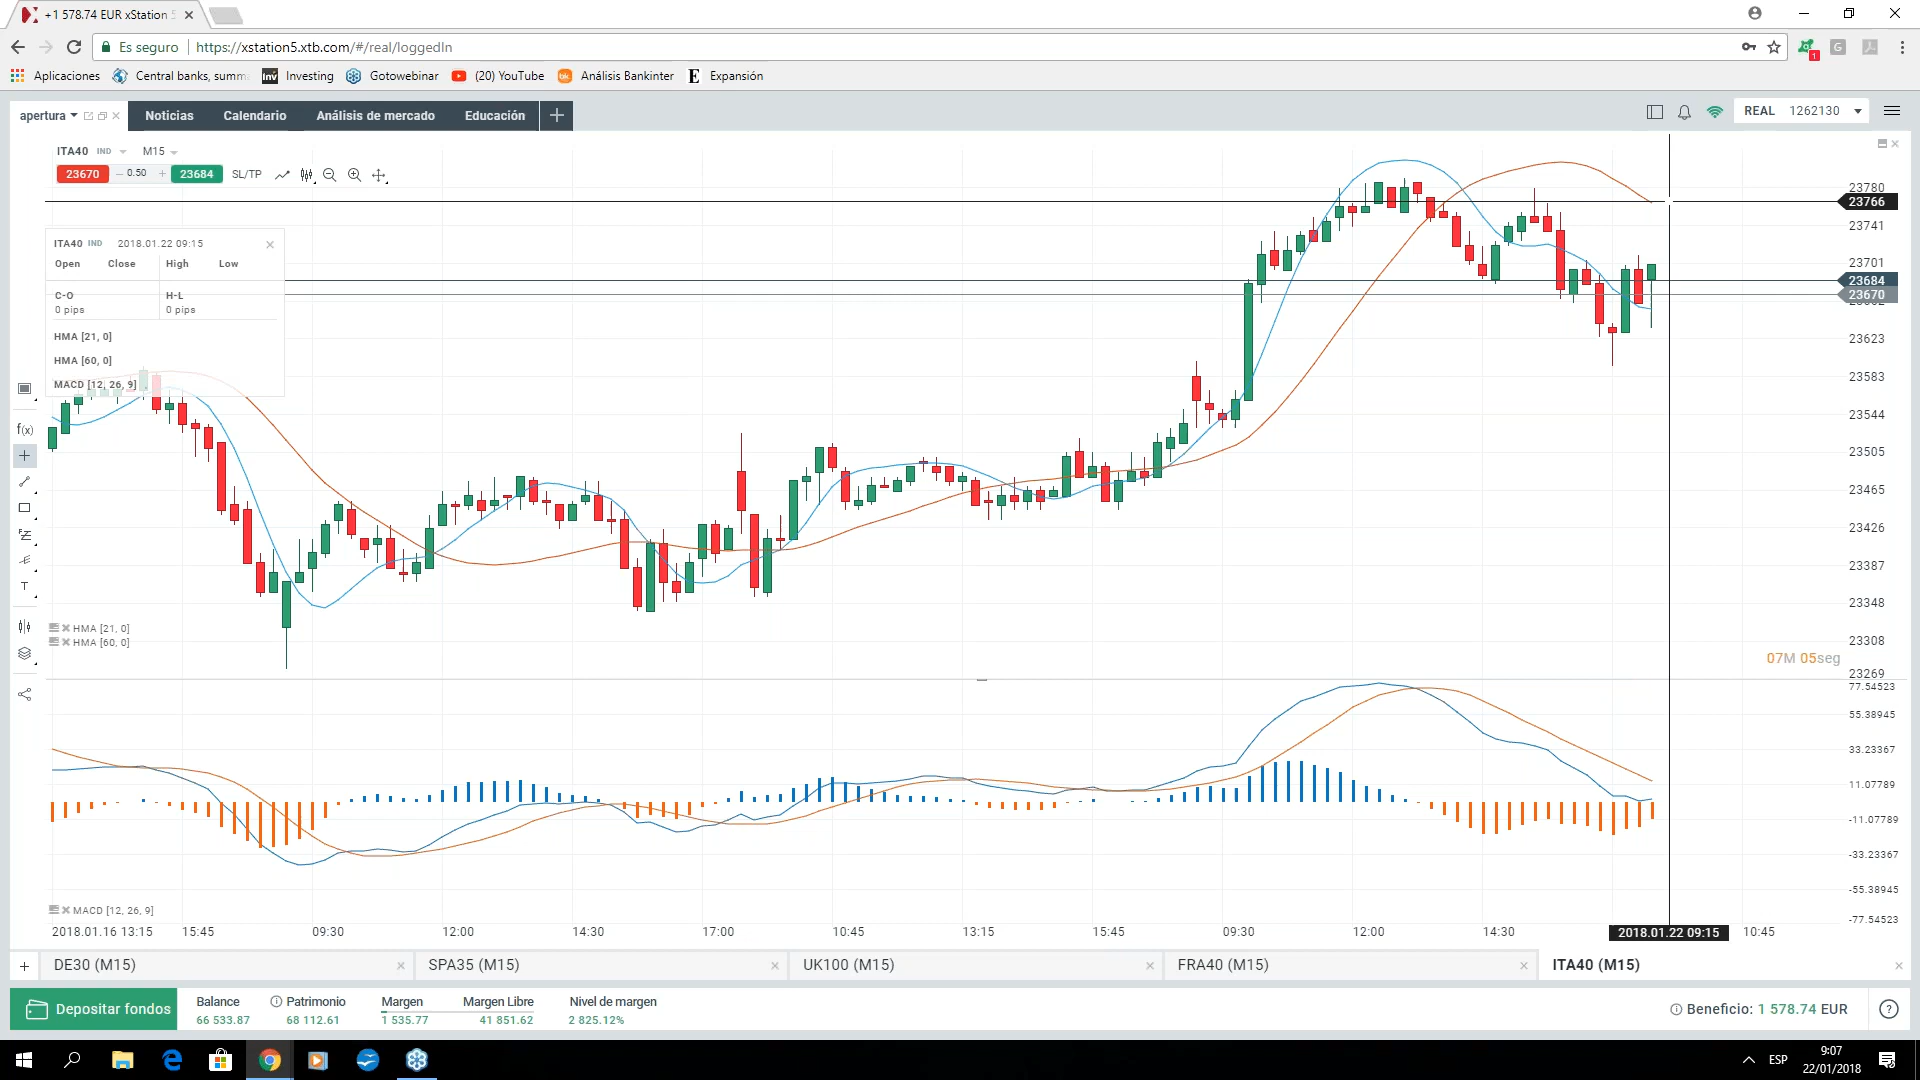 +1 578.74 EUR xStation 5
Es seguro
https://xstation5.xtb.com/#/real/loggedIn
1
G
Aplicaciones
Central banks, summ
Inv
Investing
Gotowebinar
(20) YouTube
bk
Análisis Bankinter
E
Expansión
apertura
Noticias
Calendario
Análisis de mercado
Educación
REAL 1262130
ITA40 IND M15
23670
0.50
23684
SL/TP
ITA40 IND 2018.01.22 09:15
Open Close High Low
C-O H-L
0 pips 0 pips
HMA [21, 0]
HMA [60, 0]
MACD [12, 26, 9]
f(x)
T
HMA [21, 0]
HMA [60, 0]
23780
23766
23741
23701
23684
23670
23623
23583
23544
23505
23465
23426
23387
23348
23308
07M 05seg
23269
77.54523
55.38945
33.23367
11.07789
-11.07789
-33.23367
-55.38945
-77.54523
MACD [12, 26, 9]
2018.01.16 13:15 15:45 09:30 12:00 14:30 17:00 10:45 13:15 15:45 09:30 12:00 14:30 2018.01.22 09:15 10:45
DE30 (M15)
SPA35 (M15)
UK100 (M15)
FRA40 (M15)
ITA40 (M15)
Depositar fondos
Balance Patrimonio Margen Margen Libre Nivel de margen
66 533.87 68 112.61 1 535.77 41 851.62 2 825.12%
Beneficio: 1 578.74 EUR
ESP
9:07
22/01/2018